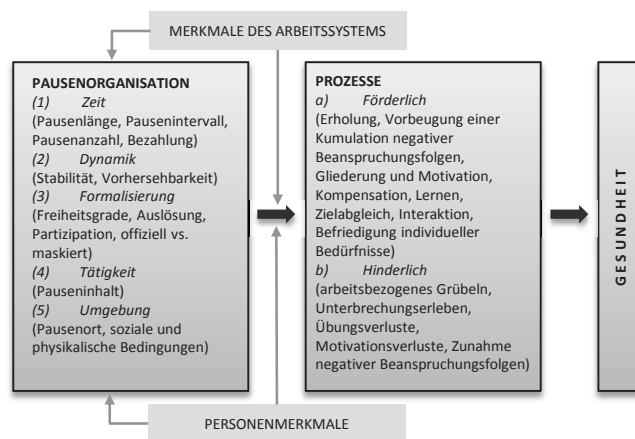 MERKMALE DES ARBEITSSYSTEMS
PAUSENORGANISATION
(1) Zeit
(Pausenlänge, Pausenintervall,
Pausenanzahl, Bezahlung)
(2) Dynamik
(Stabilität, Vorhersehbarkeit)
(3) Formalisierung
(Freiheitsgrade, Auslösung,
Partizipation, offiziell vs.
maskiert)
(4) Tätigkeit
(Pauseninhalt)
(5) Umgebung
(Pausenort, soziale und
physikalische Bedingungen)
PROZESSE
a) Förderlich
(Erholung, Vorbeugung einer
Kumulation negativer
Beanspruchungsfolgen,
Gliederung und Motivation,
Kompensation, Lernen,
Zielabgleich, Interaktion,
Befriedigung individueller
Bedürfnisse)
b) Hinderlich
(arbeitsbezogenes Grübeln,
Unterbrechungserleben,
Übungsverluste,
Motivationsverluste, Zunahme
negativer Beanspruchungsfolgen)
GESUNDHEIT
PERSONENMERKMALE